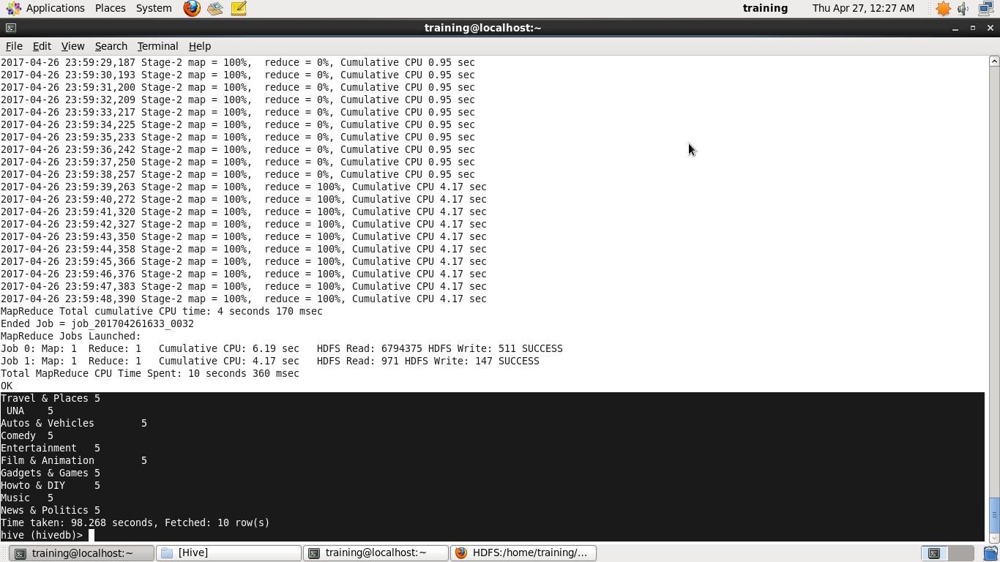 Applications Places System training Thu Apr 27, 12:27 AM
training@localhost:~
File Edit View Search Terminal Help
2017-04-26 23:59:29,187 Stage-2 map = 100%,  reduce = 0%, Cumulative CPU 0.95 sec
2017-04-26 23:59:30,193 Stage-2 map = 100%,  reduce = 0%, Cumulative CPU 0.95 sec
2017-04-26 23:59:31,200 Stage-2 map = 100%,  reduce = 0%, Cumulative CPU 0.95 sec
2017-04-26 23:59:32,209 Stage-2 map = 100%,  reduce = 0%, Cumulative CPU 0.95 sec
2017-04-26 23:59:33,217 Stage-2 map = 100%,  reduce = 0%, Cumulative CPU 0.95 sec
2017-04-26 23:59:34,225 Stage-2 map = 100%,  reduce = 0%, Cumulative CPU 0.95 sec
2017-04-26 23:59:35,233 Stage-2 map = 100%,  reduce = 0%, Cumulative CPU 0.95 sec
2017-04-26 23:59:36,242 Stage-2 map = 100%,  reduce = 0%, Cumulative CPU 0.95 sec
2017-04-26 23:59:37,250 Stage-2 map = 100%,  reduce = 0%, Cumulative CPU 0.95 sec
2017-04-26 23:59:38,257 Stage-2 map = 100%,  reduce = 0%, Cumulative CPU 0.95 sec
2017-04-26 23:59:39,263 Stage-2 map = 100%,  reduce = 100%, Cumulative CPU 4.17 sec
2017-04-26 23:59:40,272 Stage-2 map = 100%,  reduce = 100%, Cumulative CPU 4.17 sec
2017-04-26 23:59:41,320 Stage-2 map = 100%,  reduce = 100%, Cumulative CPU 4.17 sec
2017-04-26 23:59:42,327 Stage-2 map = 100%,  reduce = 100%, Cumulative CPU 4.17 sec
2017-04-26 23:59:43,350 Stage-2 map = 100%,  reduce = 100%, Cumulative CPU 4.17 sec
2017-04-26 23:59:44,358 Stage-2 map = 100%,  reduce = 100%, Cumulative CPU 4.17 sec
2017-04-26 23:59:45,366 Stage-2 map = 100%,  reduce = 100%, Cumulative CPU 4.17 sec
2017-04-26 23:59:46,376 Stage-2 map = 100%,  reduce = 100%, Cumulative CPU 4.17 sec
2017-04-26 23:59:47,383 Stage-2 map = 100%,  reduce = 100%, Cumulative CPU 4.17 sec
2017-04-26 23:59:48,390 Stage-2 map = 100%,  reduce = 100%, Cumulative CPU 4.17 sec
MapReduce Total cumulative CPU time: 4 seconds 170 msec
Ended Job = job_201704261633_0032
MapReduce Jobs Launched:
Job 0: Map: 1  Reduce: 1   Cumulative CPU: 6.19 sec   HDFS Read: 6794375 HDFS Write: 511 SUCCESS
Job 1: Map: 1  Reduce: 1   Cumulative CPU: 4.17 sec   HDFS Read: 971 HDFS Write: 147 SUCCESS
Total MapReduce CPU Time Spent: 10 seconds 360 msec
OK
Travel & Places 5
UNA 5
Autos & Vehicles 5
Comedy 5
Entertainment 5
Film & Animation 5
Gadgets & Games 5
Howto & DIY 5
Music 5
News & Politics 5
Time taken: 98.268 seconds, Fetched: 10 row(s)
hive (hivedb)>
training@localhost:~ [Hive] training@localhost:~ HDFS:/home/training/...